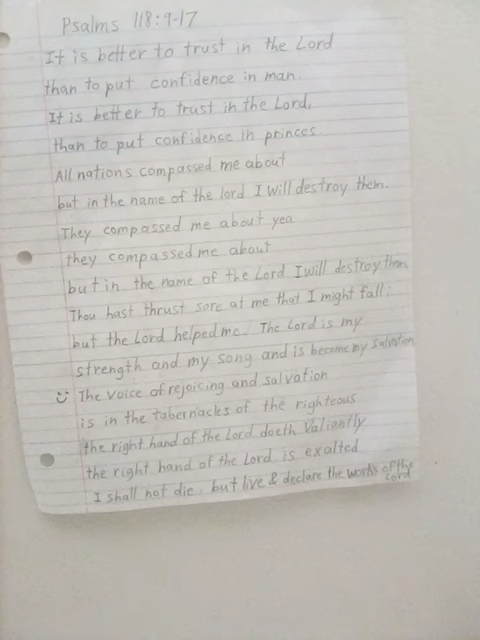 Psalms 118:9-17
It is better to trust in the Lord
than to put confidence in man.
It is better to trust in the Lord,
than to put confidence in princes.
All nations compassed me about
but in the name of the lord I will destroy them.
They compassed me about yea
they compassed me about
but in the name of the Lord I will destroy them
Thou hast thrust sore at me that I might fall:
but the Lord helped me. The Lord is my
strength and my song and is become my salvation
The voice of rejoicing and salvation
is in the tabernacles of the righteous
the right hand of the Lord doeth valiantly
the right hand of the Lord is exalted
I shall not die, but live & declare the works of the
Lord